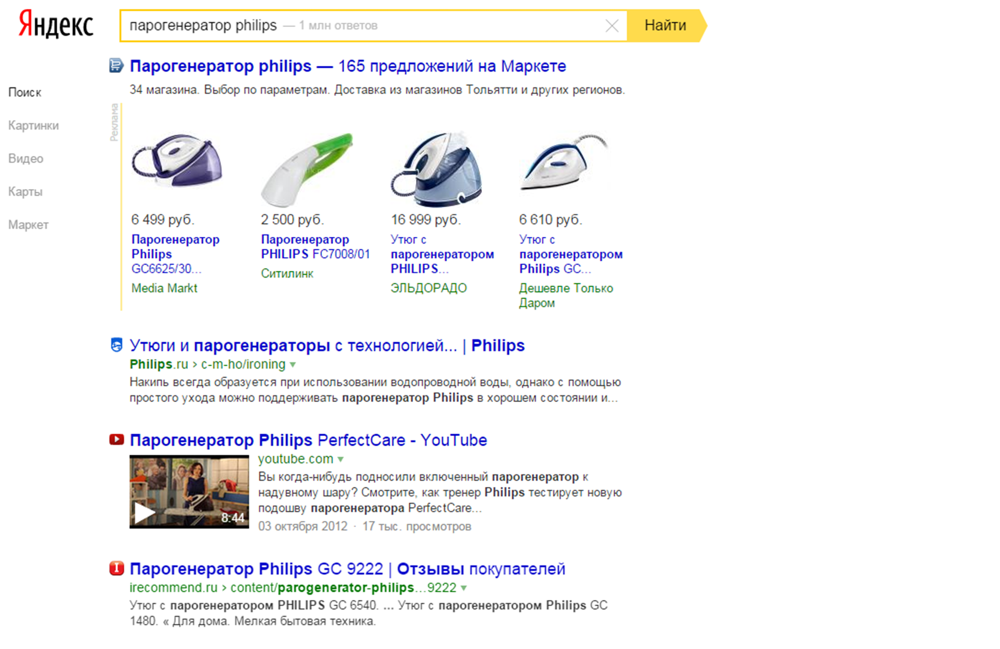 Яндекс
парогенератор philips — 1 млн ответов
Найти
Парогенератор philips — 165 предложений на Маркете
34 магазина. Выбор по параметрам. Доставка из магазинов Тольятти и других регионов.
Поиск
Картинки
Видео
Карты
Маркет
Реклама
6 499 руб.
Парогенератор
Philips
GC6625/30...
Media Markt
2 500 руб.
Парогенератор
PHILIPS FC7008/01
Ситилинк
16 999 руб.
Утюг с
парогенератором
PHILIPS...
ЭЛЬДОРАДО
6 610 руб.
Утюг с
парогенератором
Philips GC...
Дешевле Только
Даром
Утюги и парогенераторы с технологией... | Philips
Philips.ru › c-m-ho/ironing
Накипь всегда образуется при использовании водопроводной воды, однако с помощью
простого ухода можно поддерживать парогенератор Philips в хорошем состоянии и...
Парогенератор Philips PerfectCare - YouTube
8:44
youtube.com
Вы когда-нибудь подносили включенный парогенератор к
надувному шару? Смотрите, как тренер Philips тестирует новую
подошву парогенератора PerfectCare...
03 октября 2012 · 17 тыс. просмотров
Парогенератор Philips GC 9222 | Отзывы покупателей
irecommend.ru › content/parogenerator-philips...9222
Утюг с парогенератором PHILIPS GC 6540. ... Утюг с парогенератором Philips GC
1480. « Для дома. Мелкая бытовая техника.